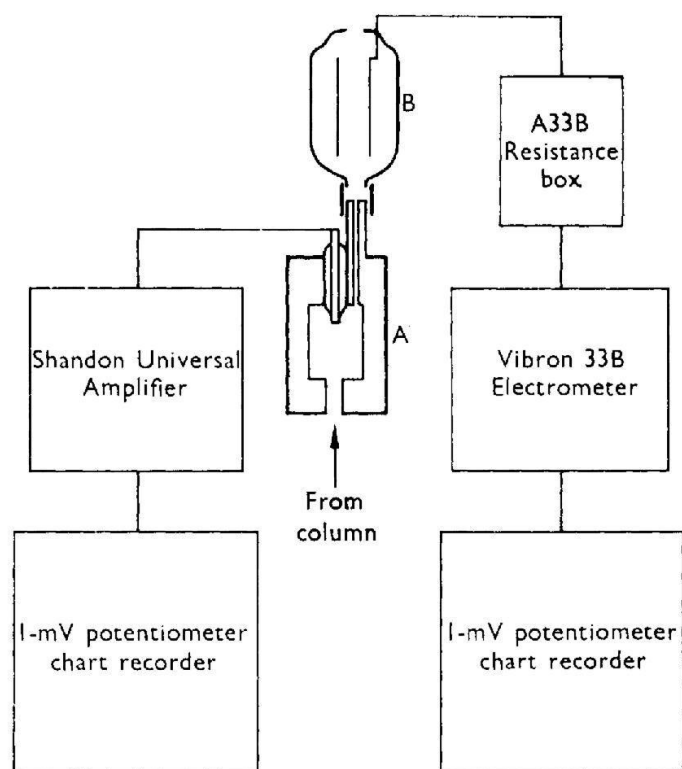 B
A33B
Resistance
box
Shandon Universal
Amplifier
A
Vibron 33B
Electrometer
From
column
1-mV potentiometer
chart recorder
1-mV potentiometer
chart recorder